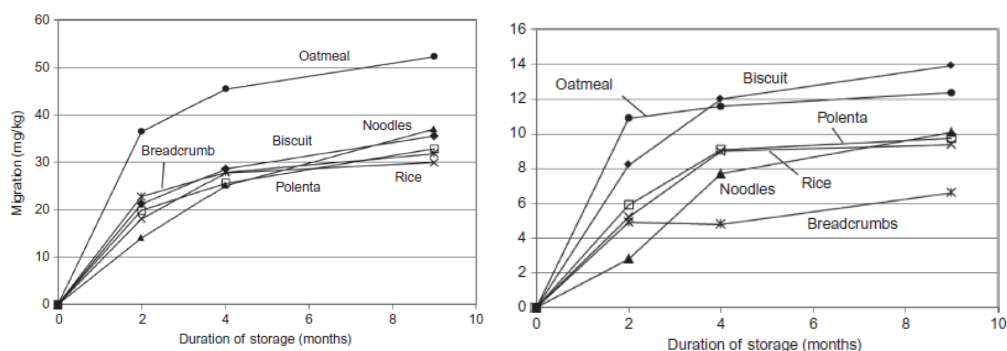 60
50
40
30
20
10
0
Migration (mg/kg)
Oatmeal
Noodles
Biscuit
Breadcrumb
Polenta
Rice
0 2 4 6 8 10
Duration of storage (months)
16
14
12
10
8
6
4
2
0
Biscuit
Oatmeal
Polenta
Rice
Noodles
Breadcrumbs
0 2 4 6 8 10
Duration of storage (months)